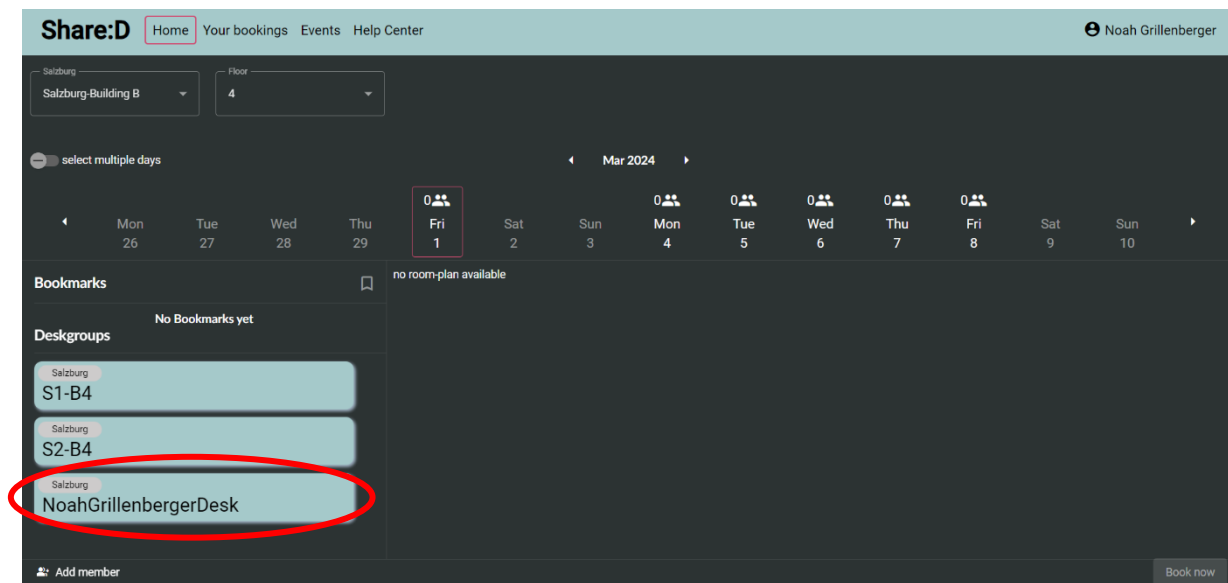 Share:D Home Your bookings Events Help Center Noah Grillenberger
Salzburg Floor
Salzburg-Building B 4
select multiple days Mar 2024
0 0 0 0 0 0
Mon Tue Wed Thu Fri Sat Sun Mon Tue Wed Thu Fri Sat Sun
26 27 28 29 1 2 3 4 5 6 7 8 9 10
Bookmarks
no room-plan available
No Bookmarks yet
Deskgroups
Salzburg
S1-B4
Salzburg
S2-B4
Salzburg
NoahGrillenbergerDesk
Add member Book now